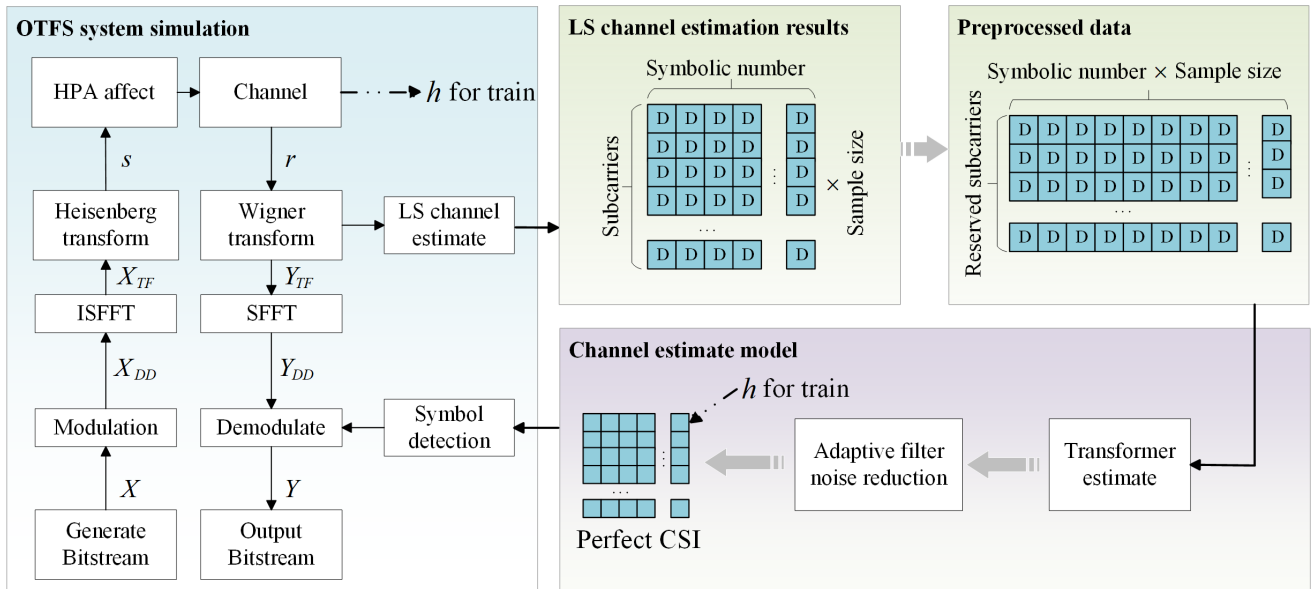 OTFS system simulation
HPA affect
Channel
h for train
s
r
Heisenberg
transform
Wigner
transform
LS channel
estimate
X_TF
Y_TF
ISFFT
SFFT
X_DD
Y_DD
Modulation
Demodulate
Symbol
detection
X
Y
Generate
Bitstream
Output
Bitstream
LS channel estimation results
Symbolic number
Subcarriers
D D D D ... D
D D D D D
D D D D D
D D D D D
...
D D D D D
× Sample size
Preprocessed data
Symbolic number × Sample size
Reserved subcarriers
D D D D D D D D ... D
D D D D D D D D D
D D D D D D D D D
...
D D D D D D D D D
Channel estimate model
h for train
...
...
Perfect CSI
Adaptive filter
noise reduction
Transformer
estimate